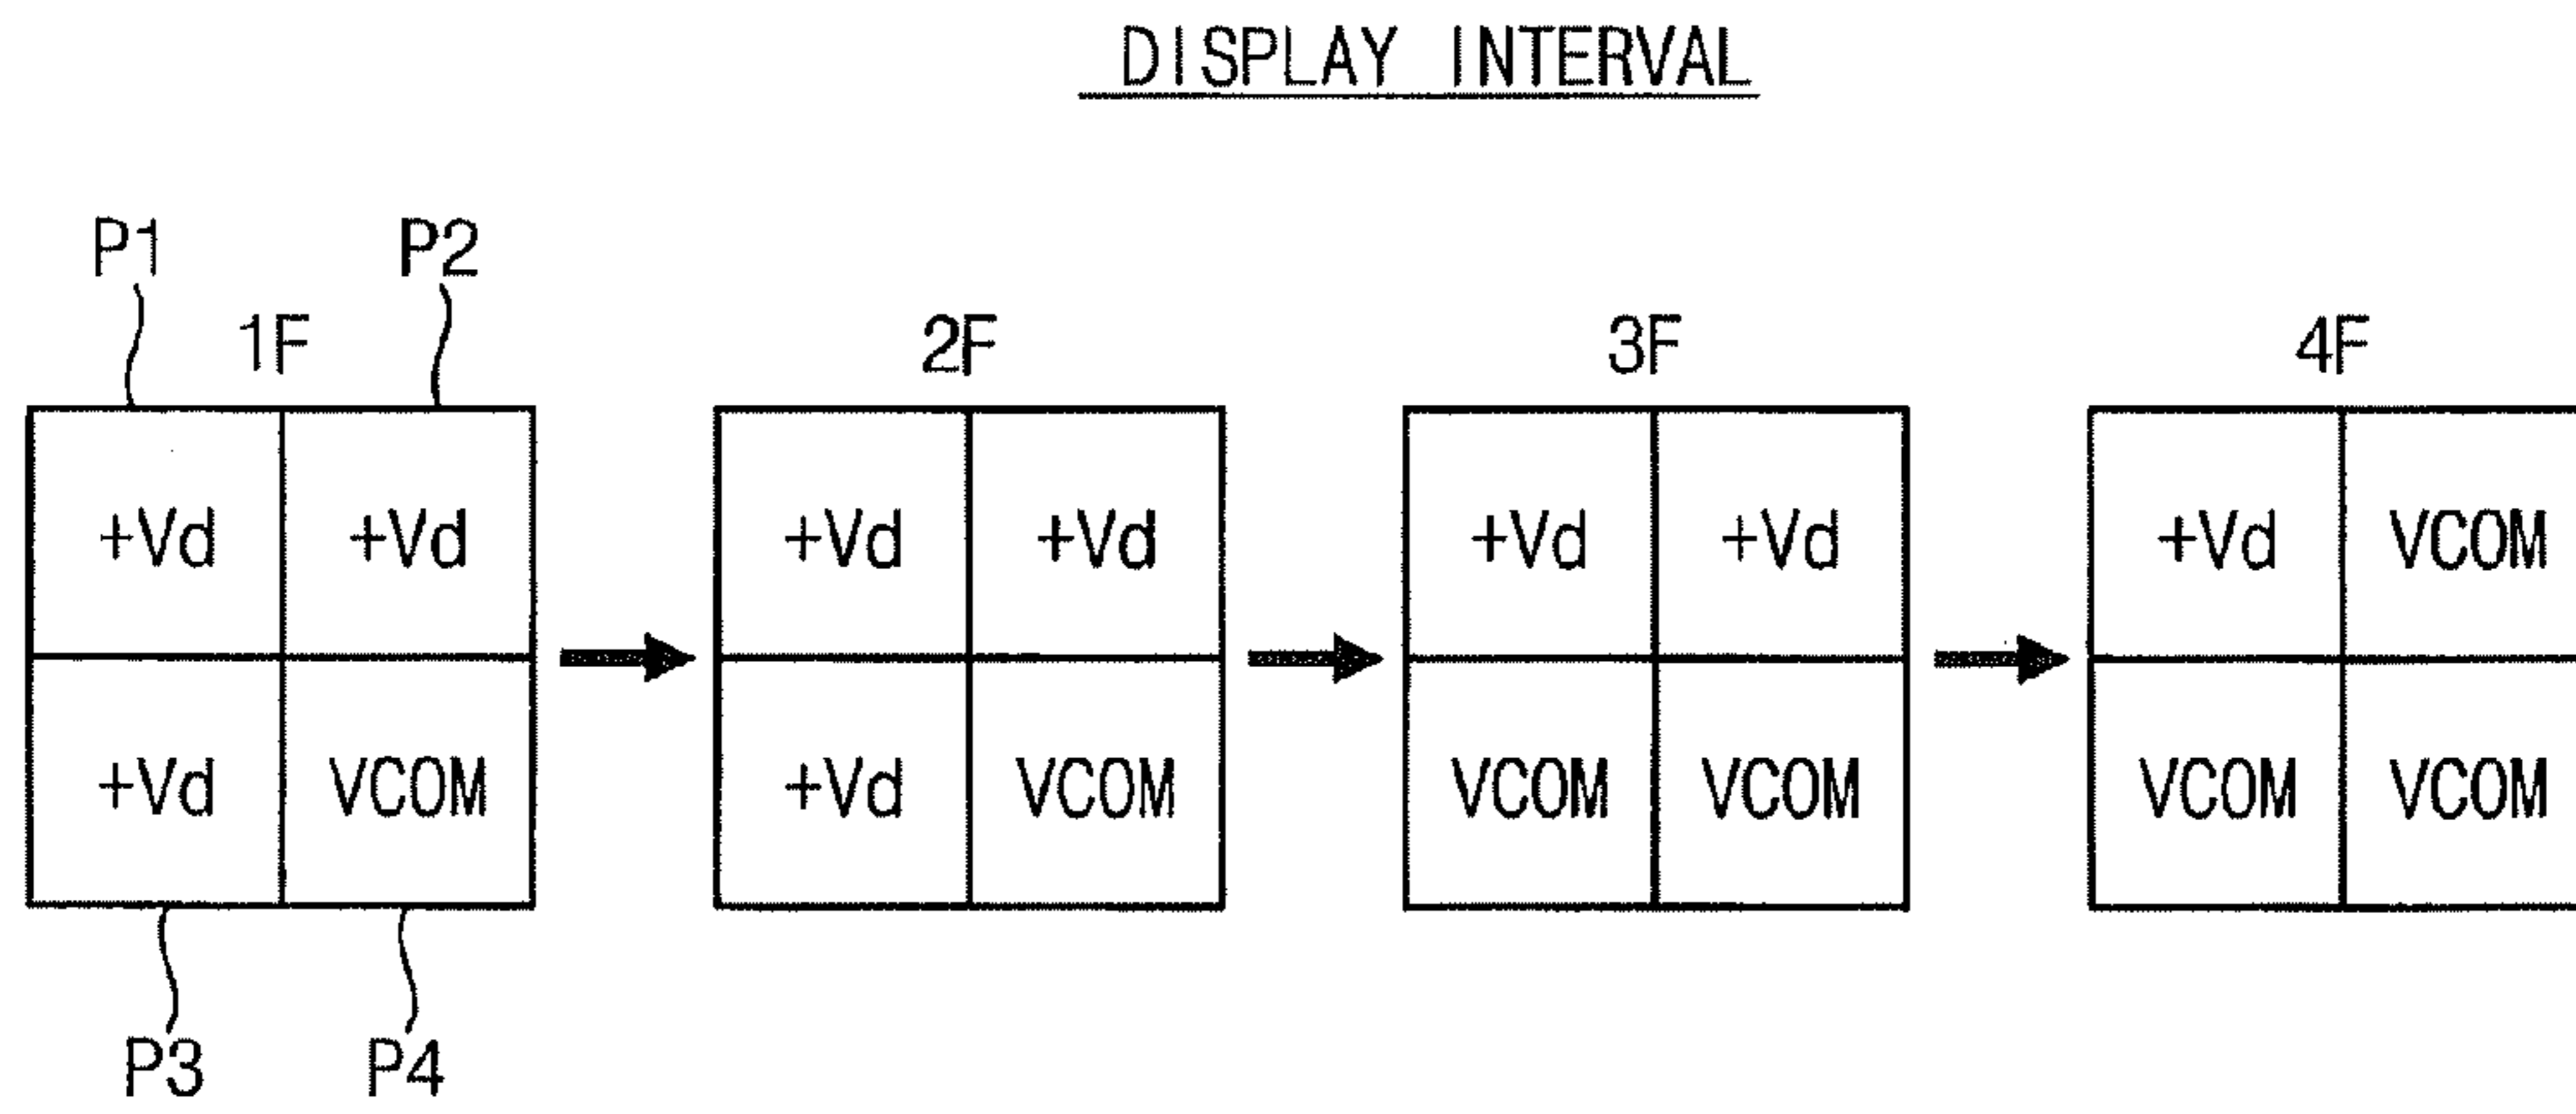 DISPLAY INTERVAL
P1 P2
1F 2F 3F 4F
+Vd +Vd +Vd +Vd +Vd +Vd +Vd VCOM
+Vd VCOM +Vd VCOM VCOM VCOM VCOM VCOM
P3 P4